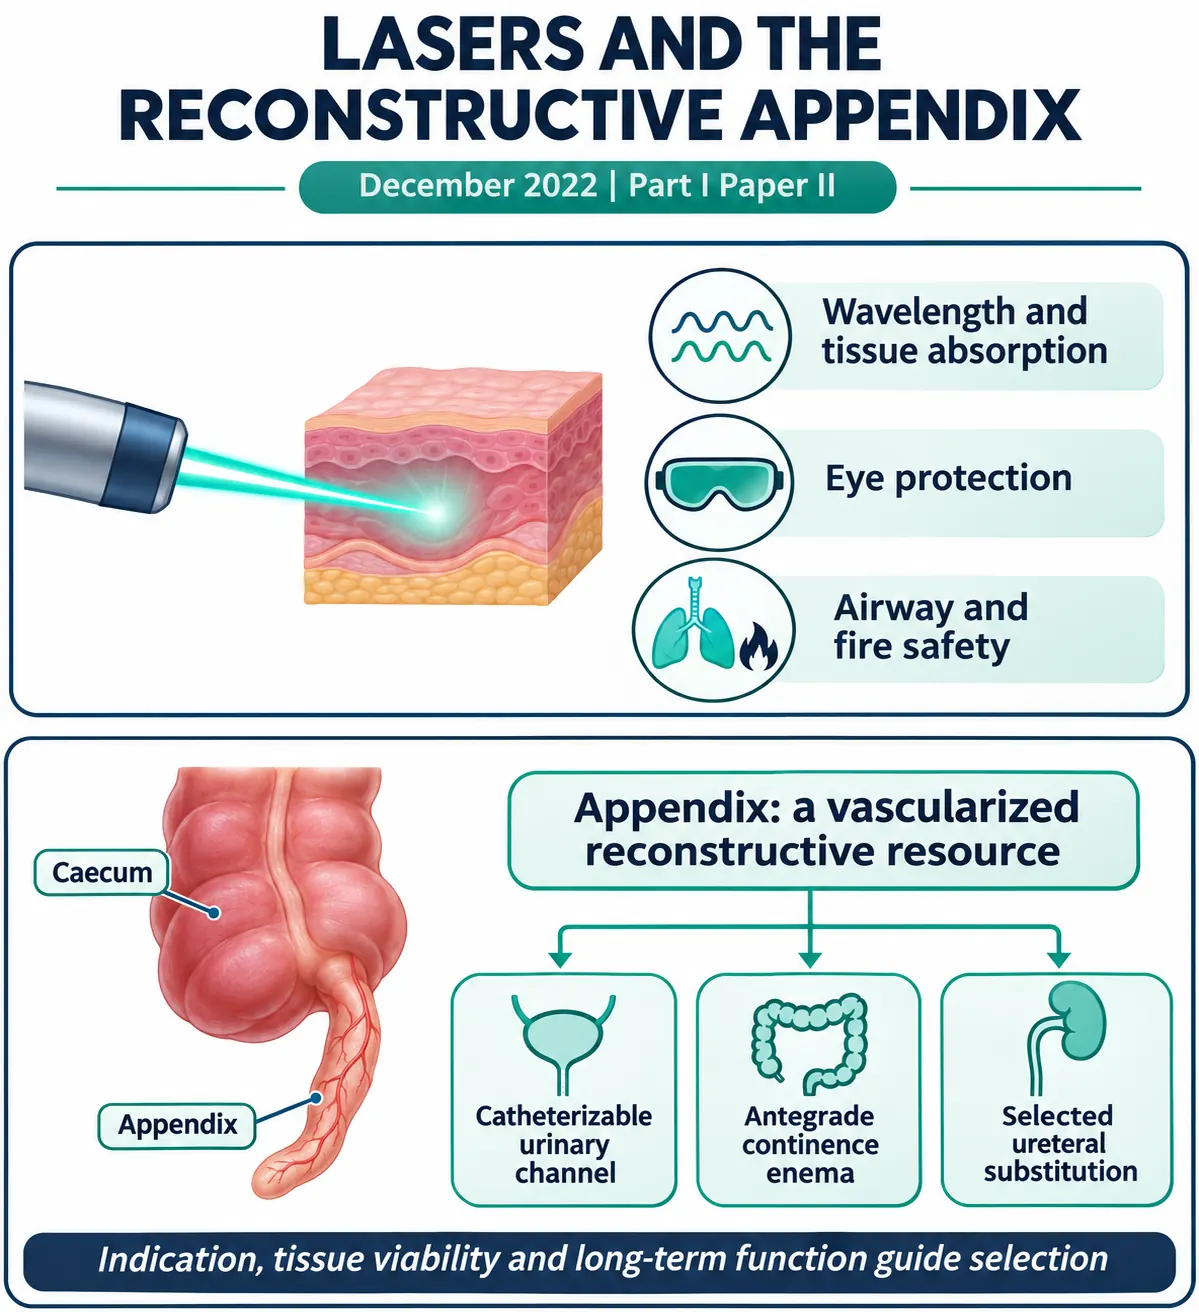 LASERS AND THE
RECONSTRUCTIVE APPENDIX
December 2022 | Part I Paper II
Wavelength and
tissue absorption
Eye protection
Airway and
fire safety
Caecum
Appendix
Appendix: a vascularized
reconstructive resource
Catheterizable
urinary
channel
Antegrade
continence
enema
Selected
ureteral
substitution
Indication, tissue viability and long-term function guide selection